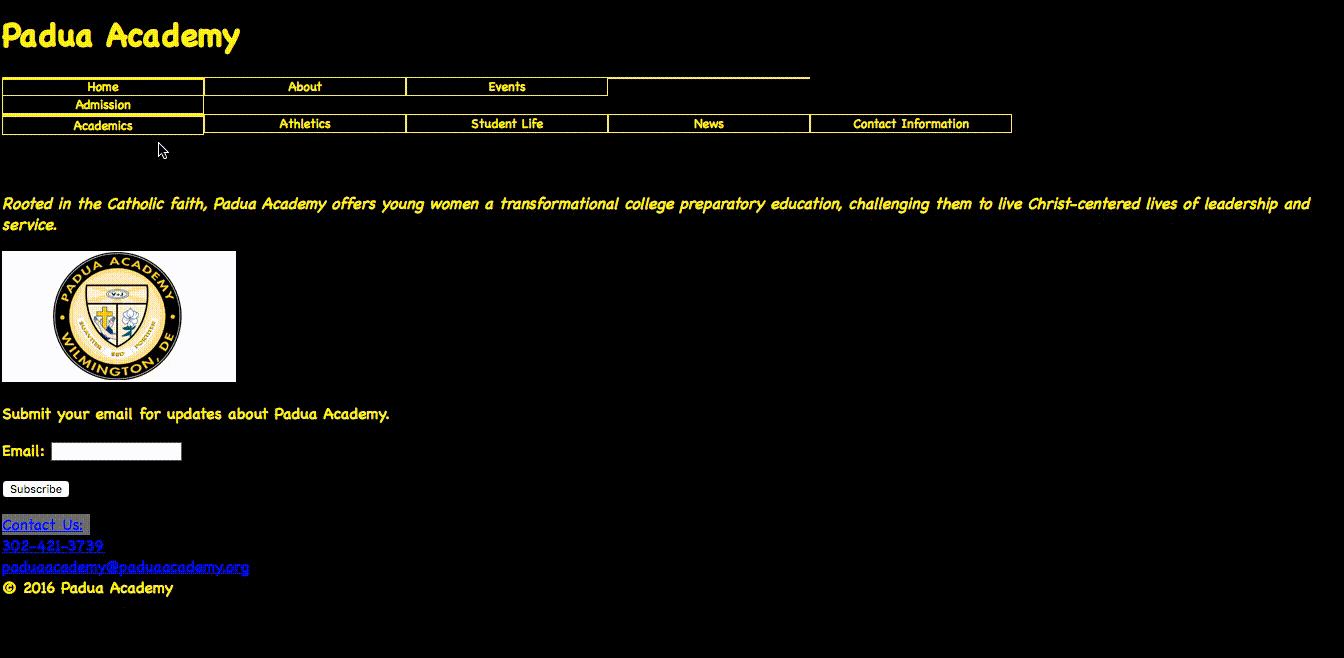 Padua Academy
Home About Events
Admission
Academics Athletics Student Life News Contact Information
Rooted in the Catholic faith, Padua Academy offers young women a transformational college preparatory education, challenging them to live Christ-centered lives of leadership and
service.
PADUA ACADEMY
WILMINGTON, DE
Submit your email for updates about Padua Academy.
Email:
Subscribe
Contact Us:
302-421-3739
paduaacademy@paduaacademy.org
© 2016 Padua Academy